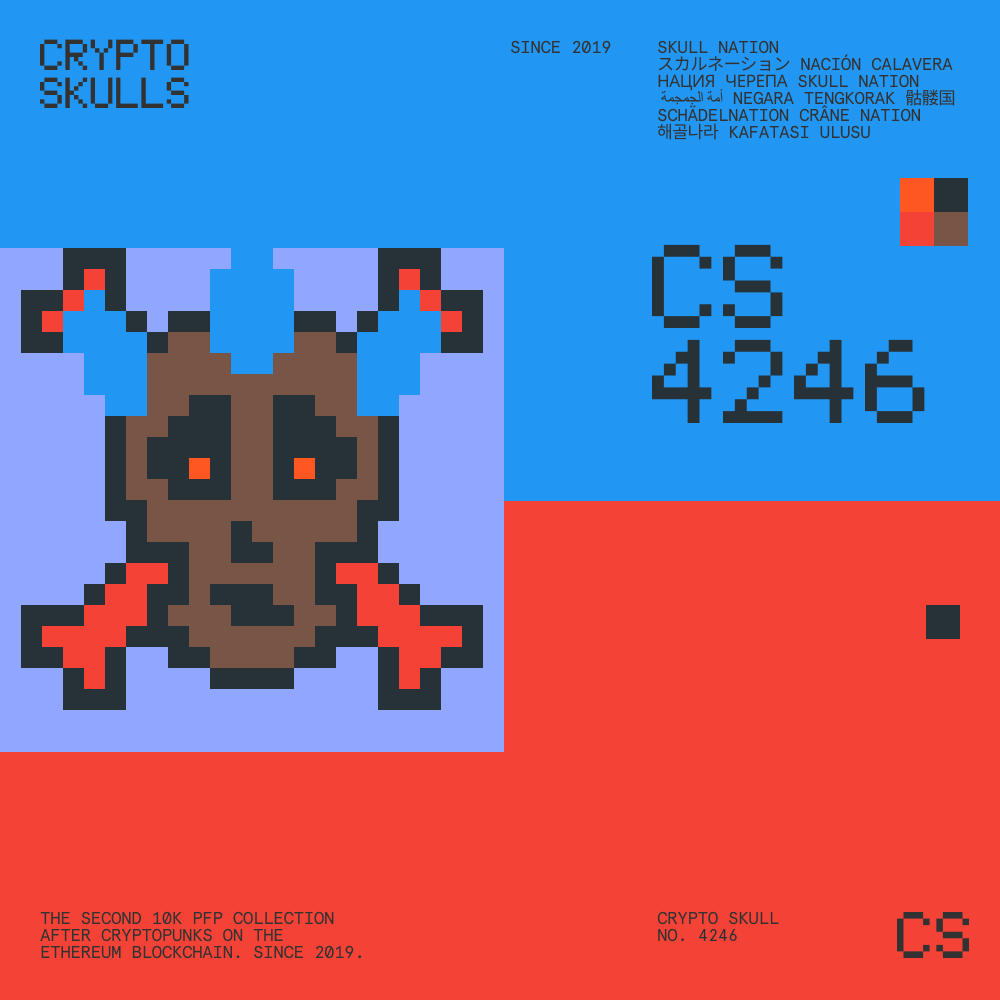 CRYPTO
SKULLS
SINCE 2019
SKULL NATION
スカルネーション NACIÓN CALAVERA
НАЦИЯ ЧЕРЕПА SKULL NATION
أمة الجمجمة NEGARA TENGKORAK 骷髅国
SCHÄDELNATION CRÂNE NATION
해골나라 KAFATASI ULUSU
CS
4246
THE SECOND 10K PFP COLLECTION
AFTER CRYPTOPUNKS ON THE
ETHEREUM BLOCKCHAIN. SINCE 2019.
CRYPTO SKULL
NO. 4246
CS